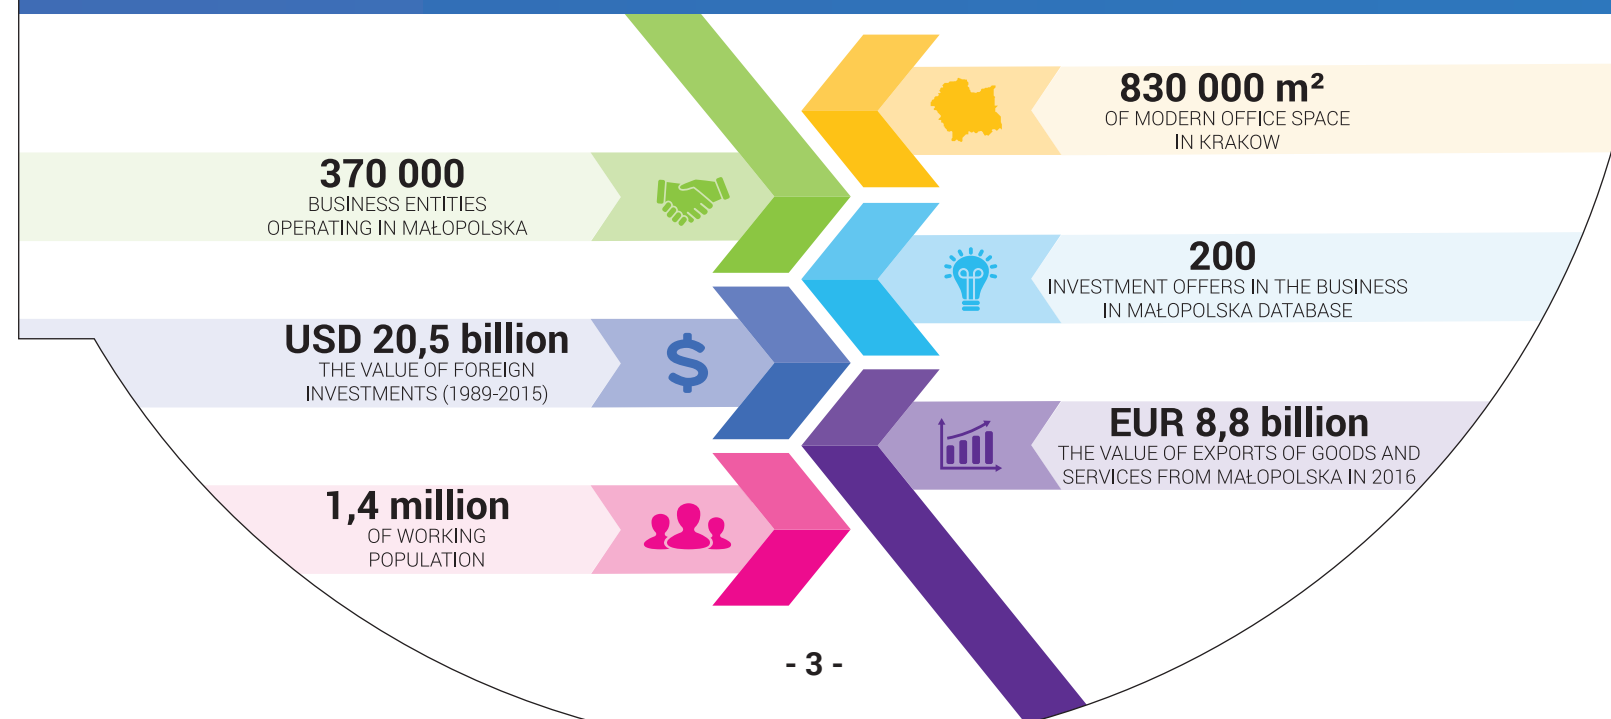 370 000
BUSINESS ENTITIES
OPERATING IN MAŁOPOLSKA
USD 20,5 billion
THE VALUE OF FOREIGN
INVESTMENTS (1989-2015)
1,4 million
OF WORKING
POPULATION
830 000 m²
OF MODERN OFFICE SPACE
IN KRAKOW
200
INVESTMENT OFFERS IN THE BUSINESS
IN MAŁOPOLSKA DATABASE
EUR 8,8 billion
THE VALUE OF EXPORTS OF GOODS AND
SERVICES FROM MAŁOPOLSKA IN 2016
- 3 -